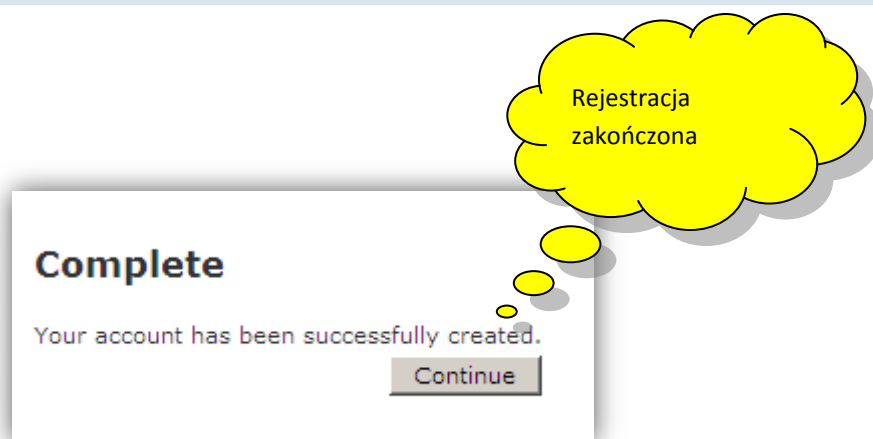 Rejestracja
zakończona
Complete
Your account has been successfully created.
Continue